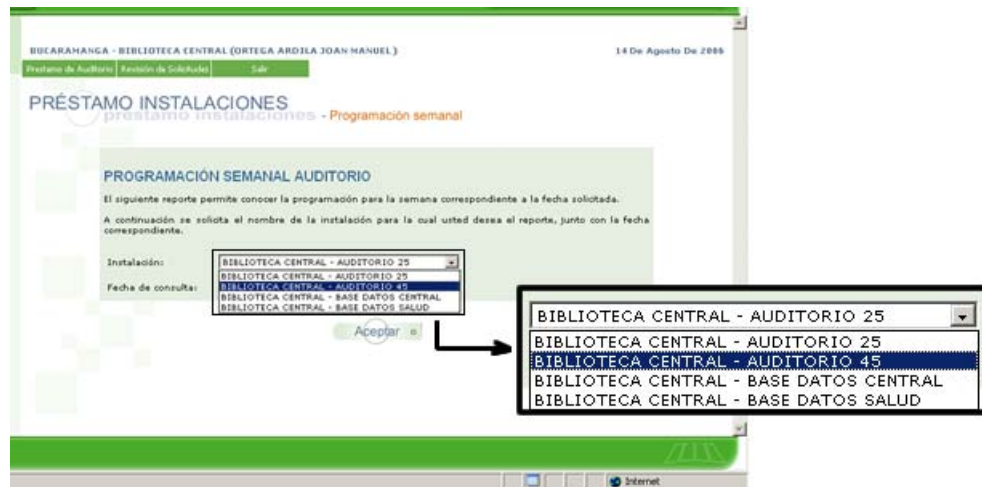 BUCARAMANGA - BIBLIOTECA CENTRAL (ORTEGA ARDILA JOAN MANUEL)
14 De Agosto De 2006
Prestamo de Auditorio Revisión de Solicitudes Salir
PRÉSTAMO INSTALACIONES
prestamo instalaciones - Programación semanal
PROGRAMACIÓN SEMANAL AUDITORIO
El siguiente reporte permite conocer la programación para la semana correspondiente a la fecha solicitada.
A continuación se solicita el nombre de la instalación para la cual usted desea el reporte, junto con la fecha
correspondiente.
Instalación:
BIBLIOTECA CENTRAL - AUDITORIO 25
BIBLIOTECA CENTRAL - AUDITORIO 25
BIBLIOTECA CENTRAL - AUDITORIO 45
BIBLIOTECA CENTRAL - BASE DATOS CENTRAL
BIBLIOTECA CENTRAL - BASE DATOS SALUD
Fecha de consulta:
Aceptar
BIBLIOTECA CENTRAL - AUDITORIO 25
BIBLIOTECA CENTRAL - AUDITORIO 25
BIBLIOTECA CENTRAL - AUDITORIO 45
BIBLIOTECA CENTRAL - BASE DATOS CENTRAL
BIBLIOTECA CENTRAL - BASE DATOS SALUD
Internet